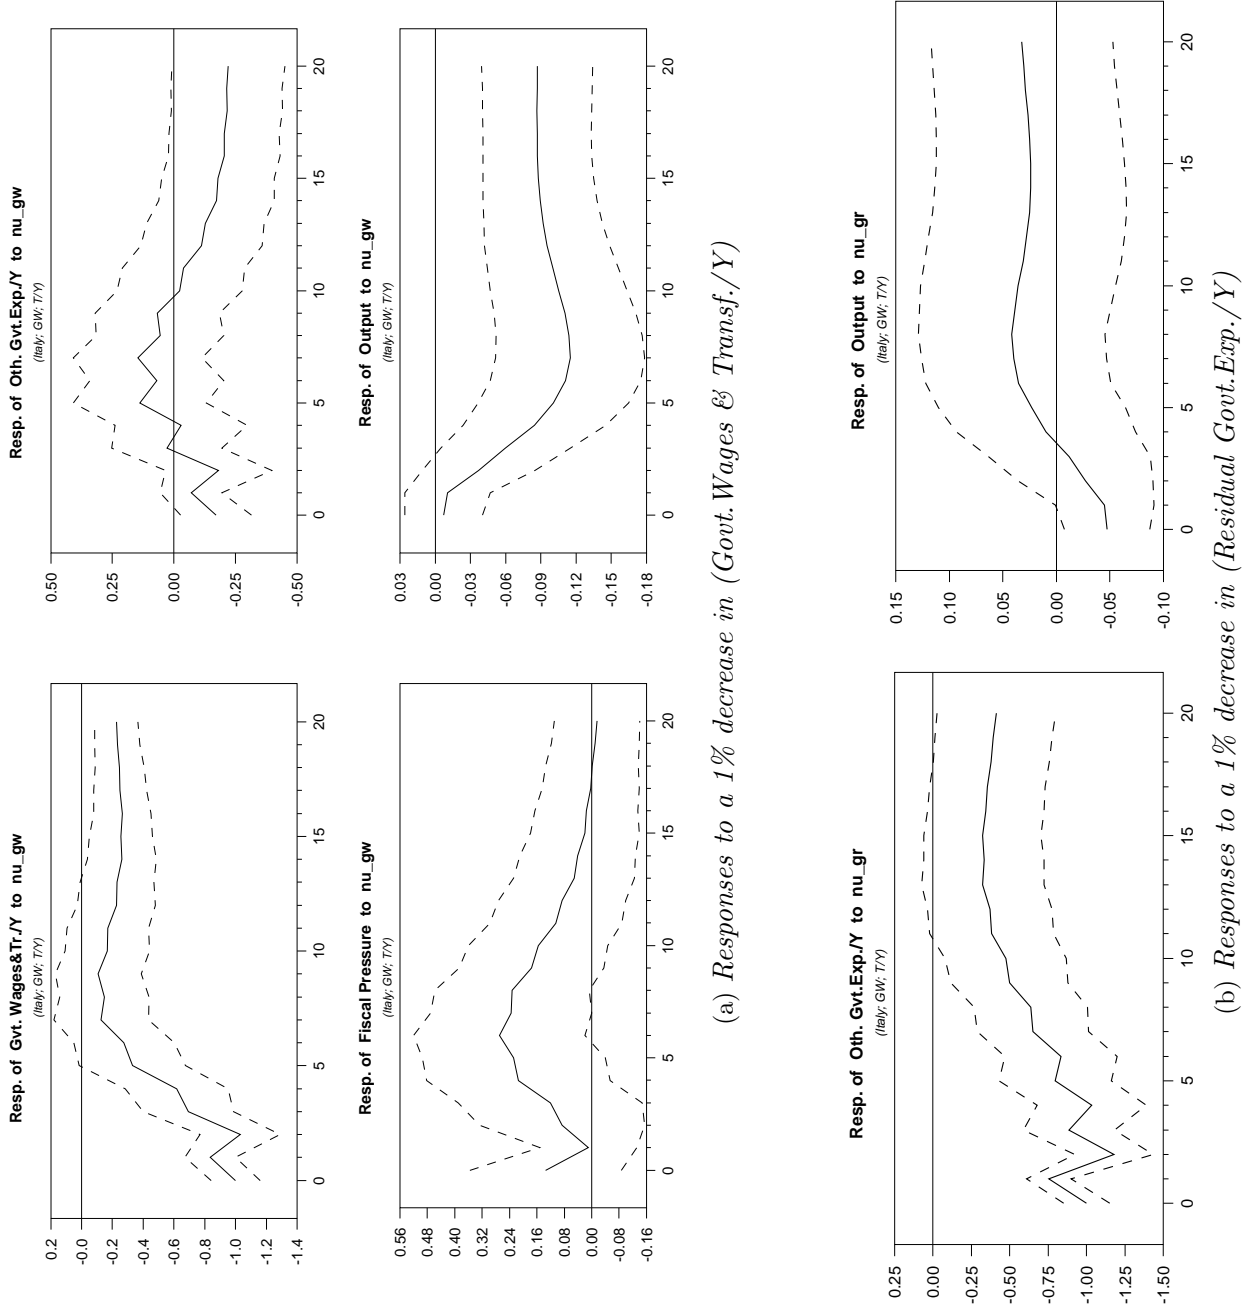 Resp. of Gvt. Wages&Tr./Y to nu_gw
(Italy; GW; T/Y)
0.2
-0.0
-0.2
-0.4
-0.6
-0.8
-1.0
-1.2
-1.4
0 5 10 15 20
Resp. of Oth. Gvt.Exp./Y to nu_gw
(Italy; GW; T/Y)
0.50
0.25
0.00
-0.25
-0.50
0 5 10 15 20
Resp. of Fiscal Pressure to nu_gw
(Italy; GW; T/Y)
0.56
0.48
0.40
0.32
0.24
0.16
0.08
0.00
-0.08
-0.16
0 5 10 15 20
Resp. of Output to nu_gw
(Italy; GW; T/Y)
0.03
0.00
-0.03
-0.06
-0.09
-0.12
-0.15
-0.18
0 5 10 15 20
(a) Responses to a 1% decrease in (Govt.Wages & Transf./Y)
Resp. of Oth. Gvt.Exp./Y to nu_gr
(Italy; GW; T/Y)
0.25
0.00
-0.25
-0.50
-0.75
-1.00
-1.25
-1.50
0 5 10 15 20
Resp. of Output to nu_gr
(Italy; GW; T/Y)
0.15
0.10
0.05
0.00
-0.05
-0.10
0 5 10 15 20
(b) Responses to a 1% decrease in (Residual Govt.Exp./Y)